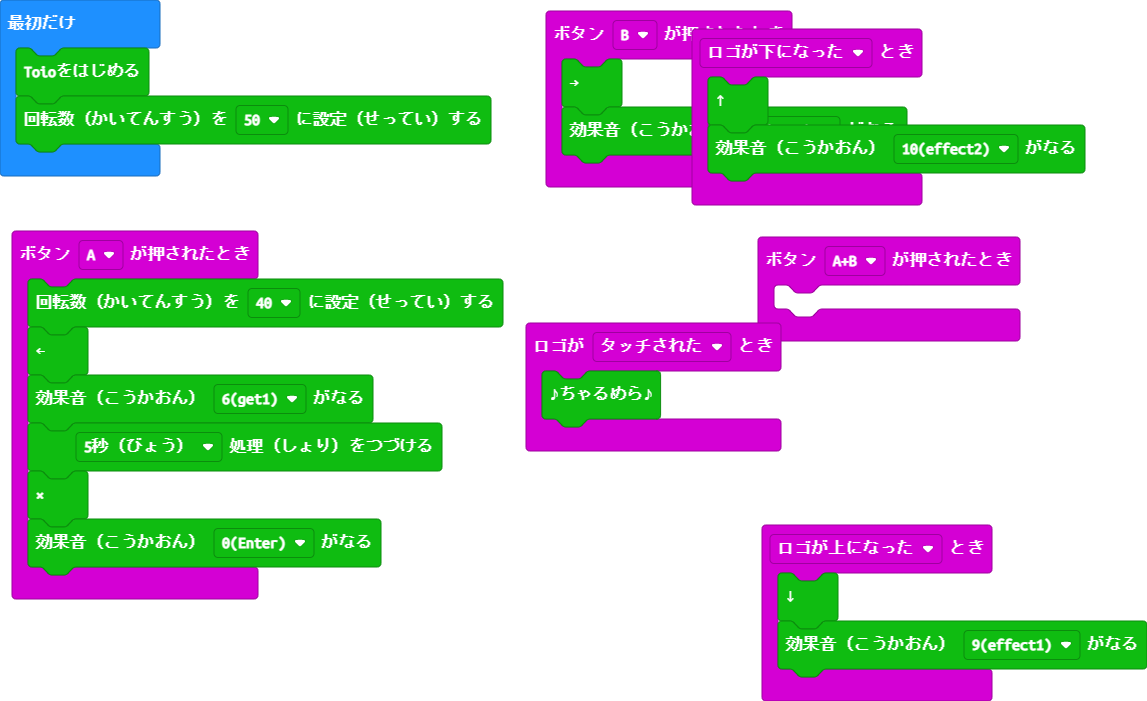 最初だけ
Toioをはじめる
回転数（かいてんすう）を 50 に設定（せってい）する
ボタン A が押されたとき
回転数（かいてんすう）を 40 に設定（せってい）する
←
効果音（こうかおん） 6(get1) がなる
5秒（びょう） 処理（しょり）をつづける
×
効果音（こうかおん） 0(Enter) がなる
ボタン B が押
→
効果音（こうかお
ロゴが下になった とき
↑
効果音（こうかおん） 10(effect2) がなる
ボタン A+B が押されたとき
ロゴが タッチされた とき
♪ちゃるめら♪
ロゴが上になった とき
↓
効果音（こうかおん） 9(effect1) がなる